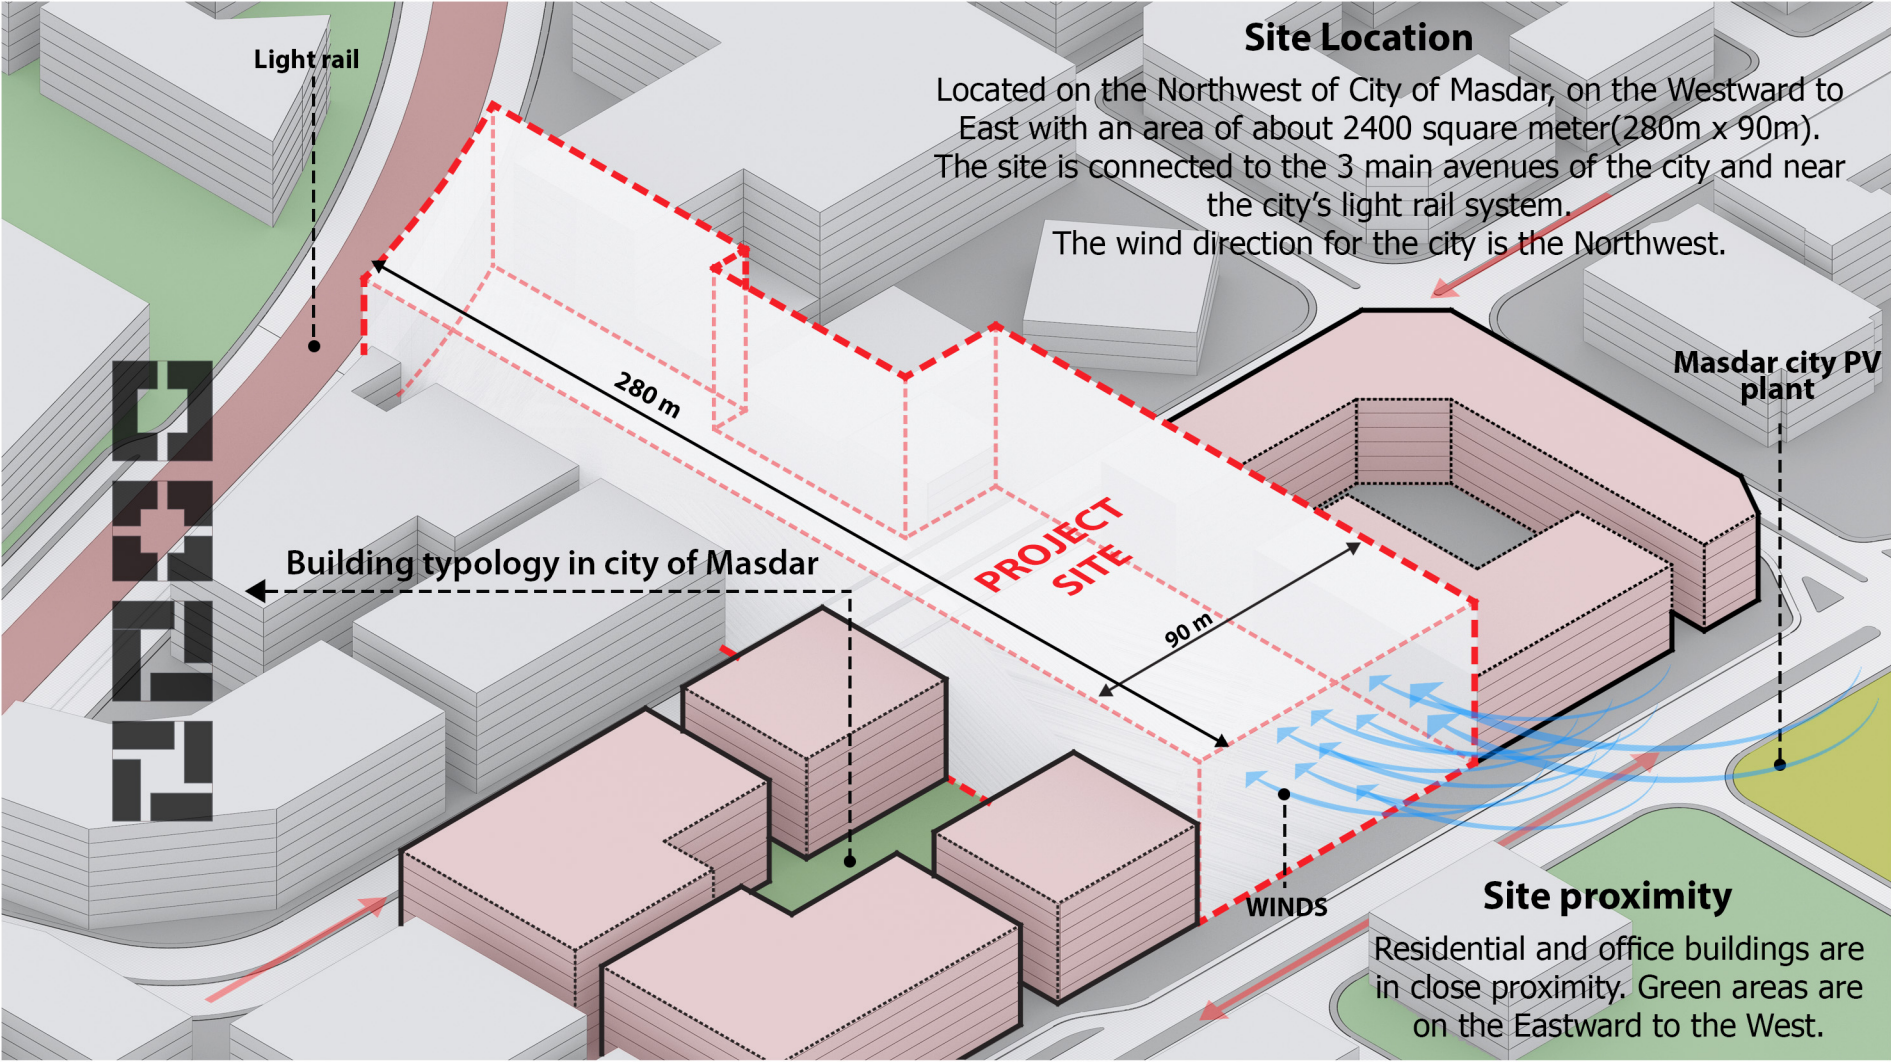 Site Location
Located on the Northwest of City of Masdar, on the Westward to
East with an area of about 2400 square meter(280m x 90m).
The site is connected to the 3 main avenues of the city and near
the city's light rail system.
The wind direction for the city is the Northwest.
Light rail
Masdar city PV
plant
280 m
PROJECT
SITE
90 m
Building typology in city of Masdar
WINDS
Site proximity
Residential and office buildings are
in close proximity. Green areas are
on the Eastward to the West.